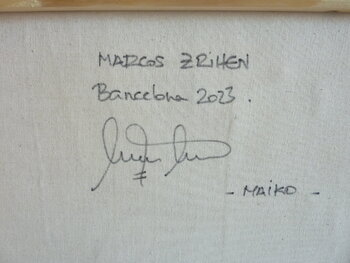 MARCOS ZRIHEN
Barcelona 2023.
- MAIKO -